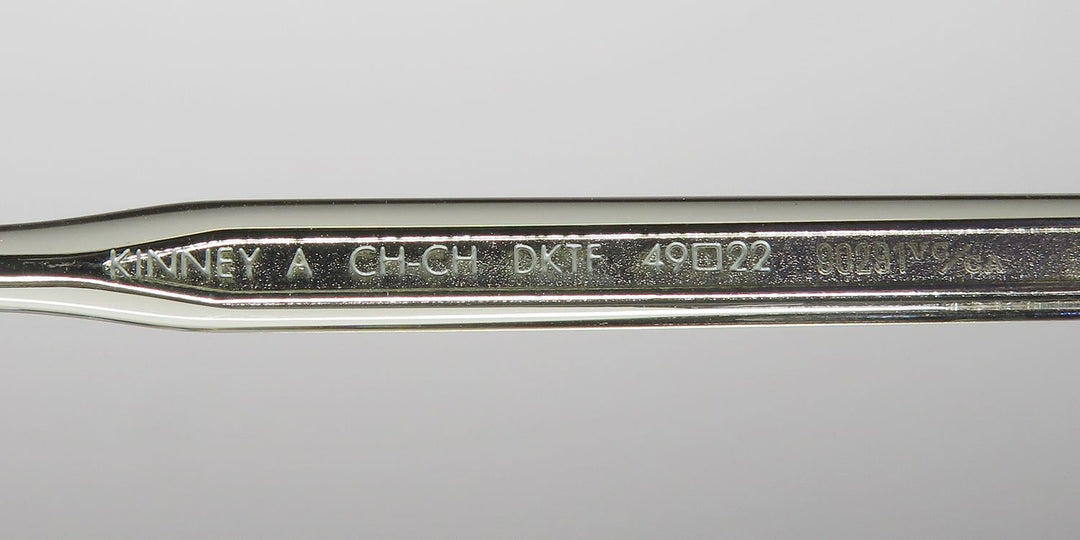 KINNEY A CH-CH DKTF 49□22